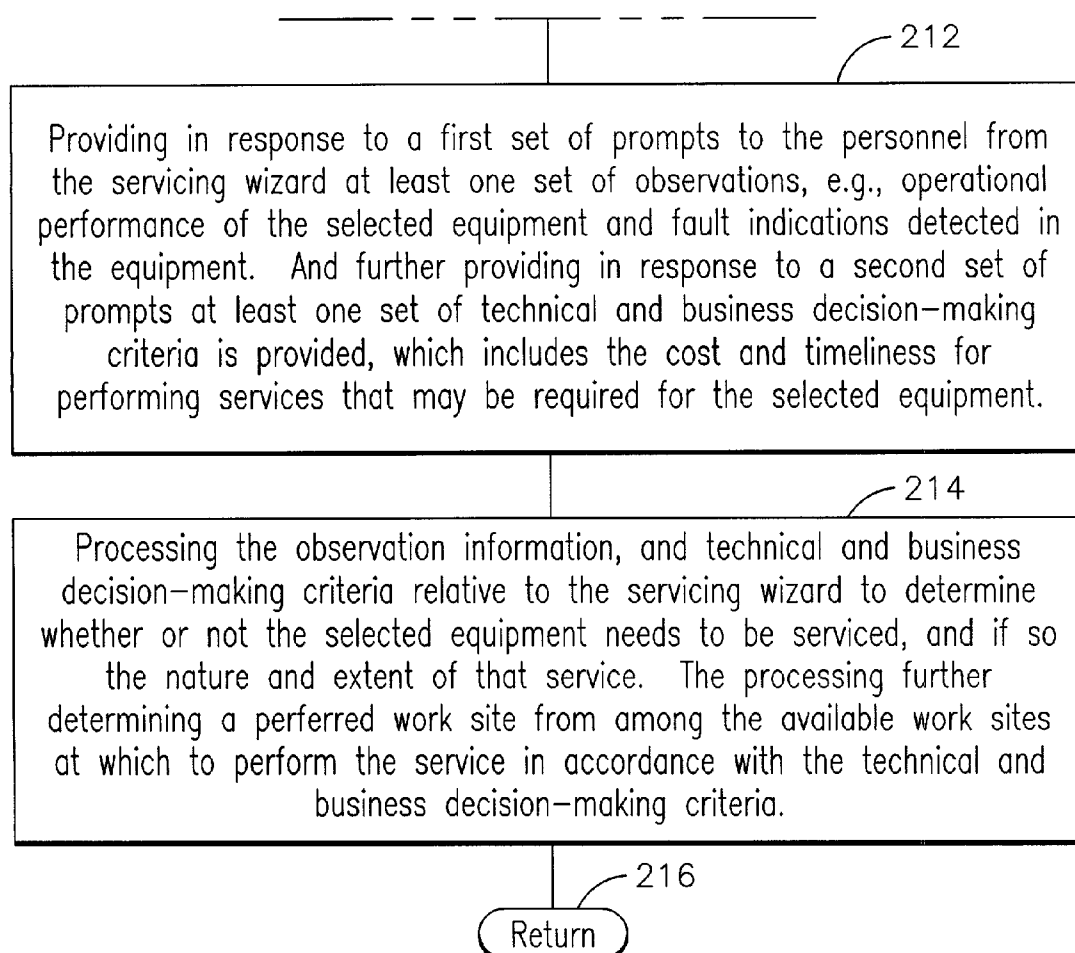 212
Providing in response to a first set of prompts to the personnel from
the servicing wizard at least one set of observations, e.g., operational
performance of the selected equipment and fault indications detected in
the equipment. And further providing in response to a second set of
prompts at least one set of technical and business decision-making
criteria is provided, which includes the cost and timeliness for
performing services that may be required for the selected equipment.
214
Processing the observation information, and technical and business
decision-making criteria relative to the servicing wizard to determine
whether or not the selected equipment needs to be serviced, and if so
the nature and extent of that service. The processing further
determining a perferred work site from among the available work sites
at which to perform the service in accordance with the technical and
business decision-making criteria.
216
Return